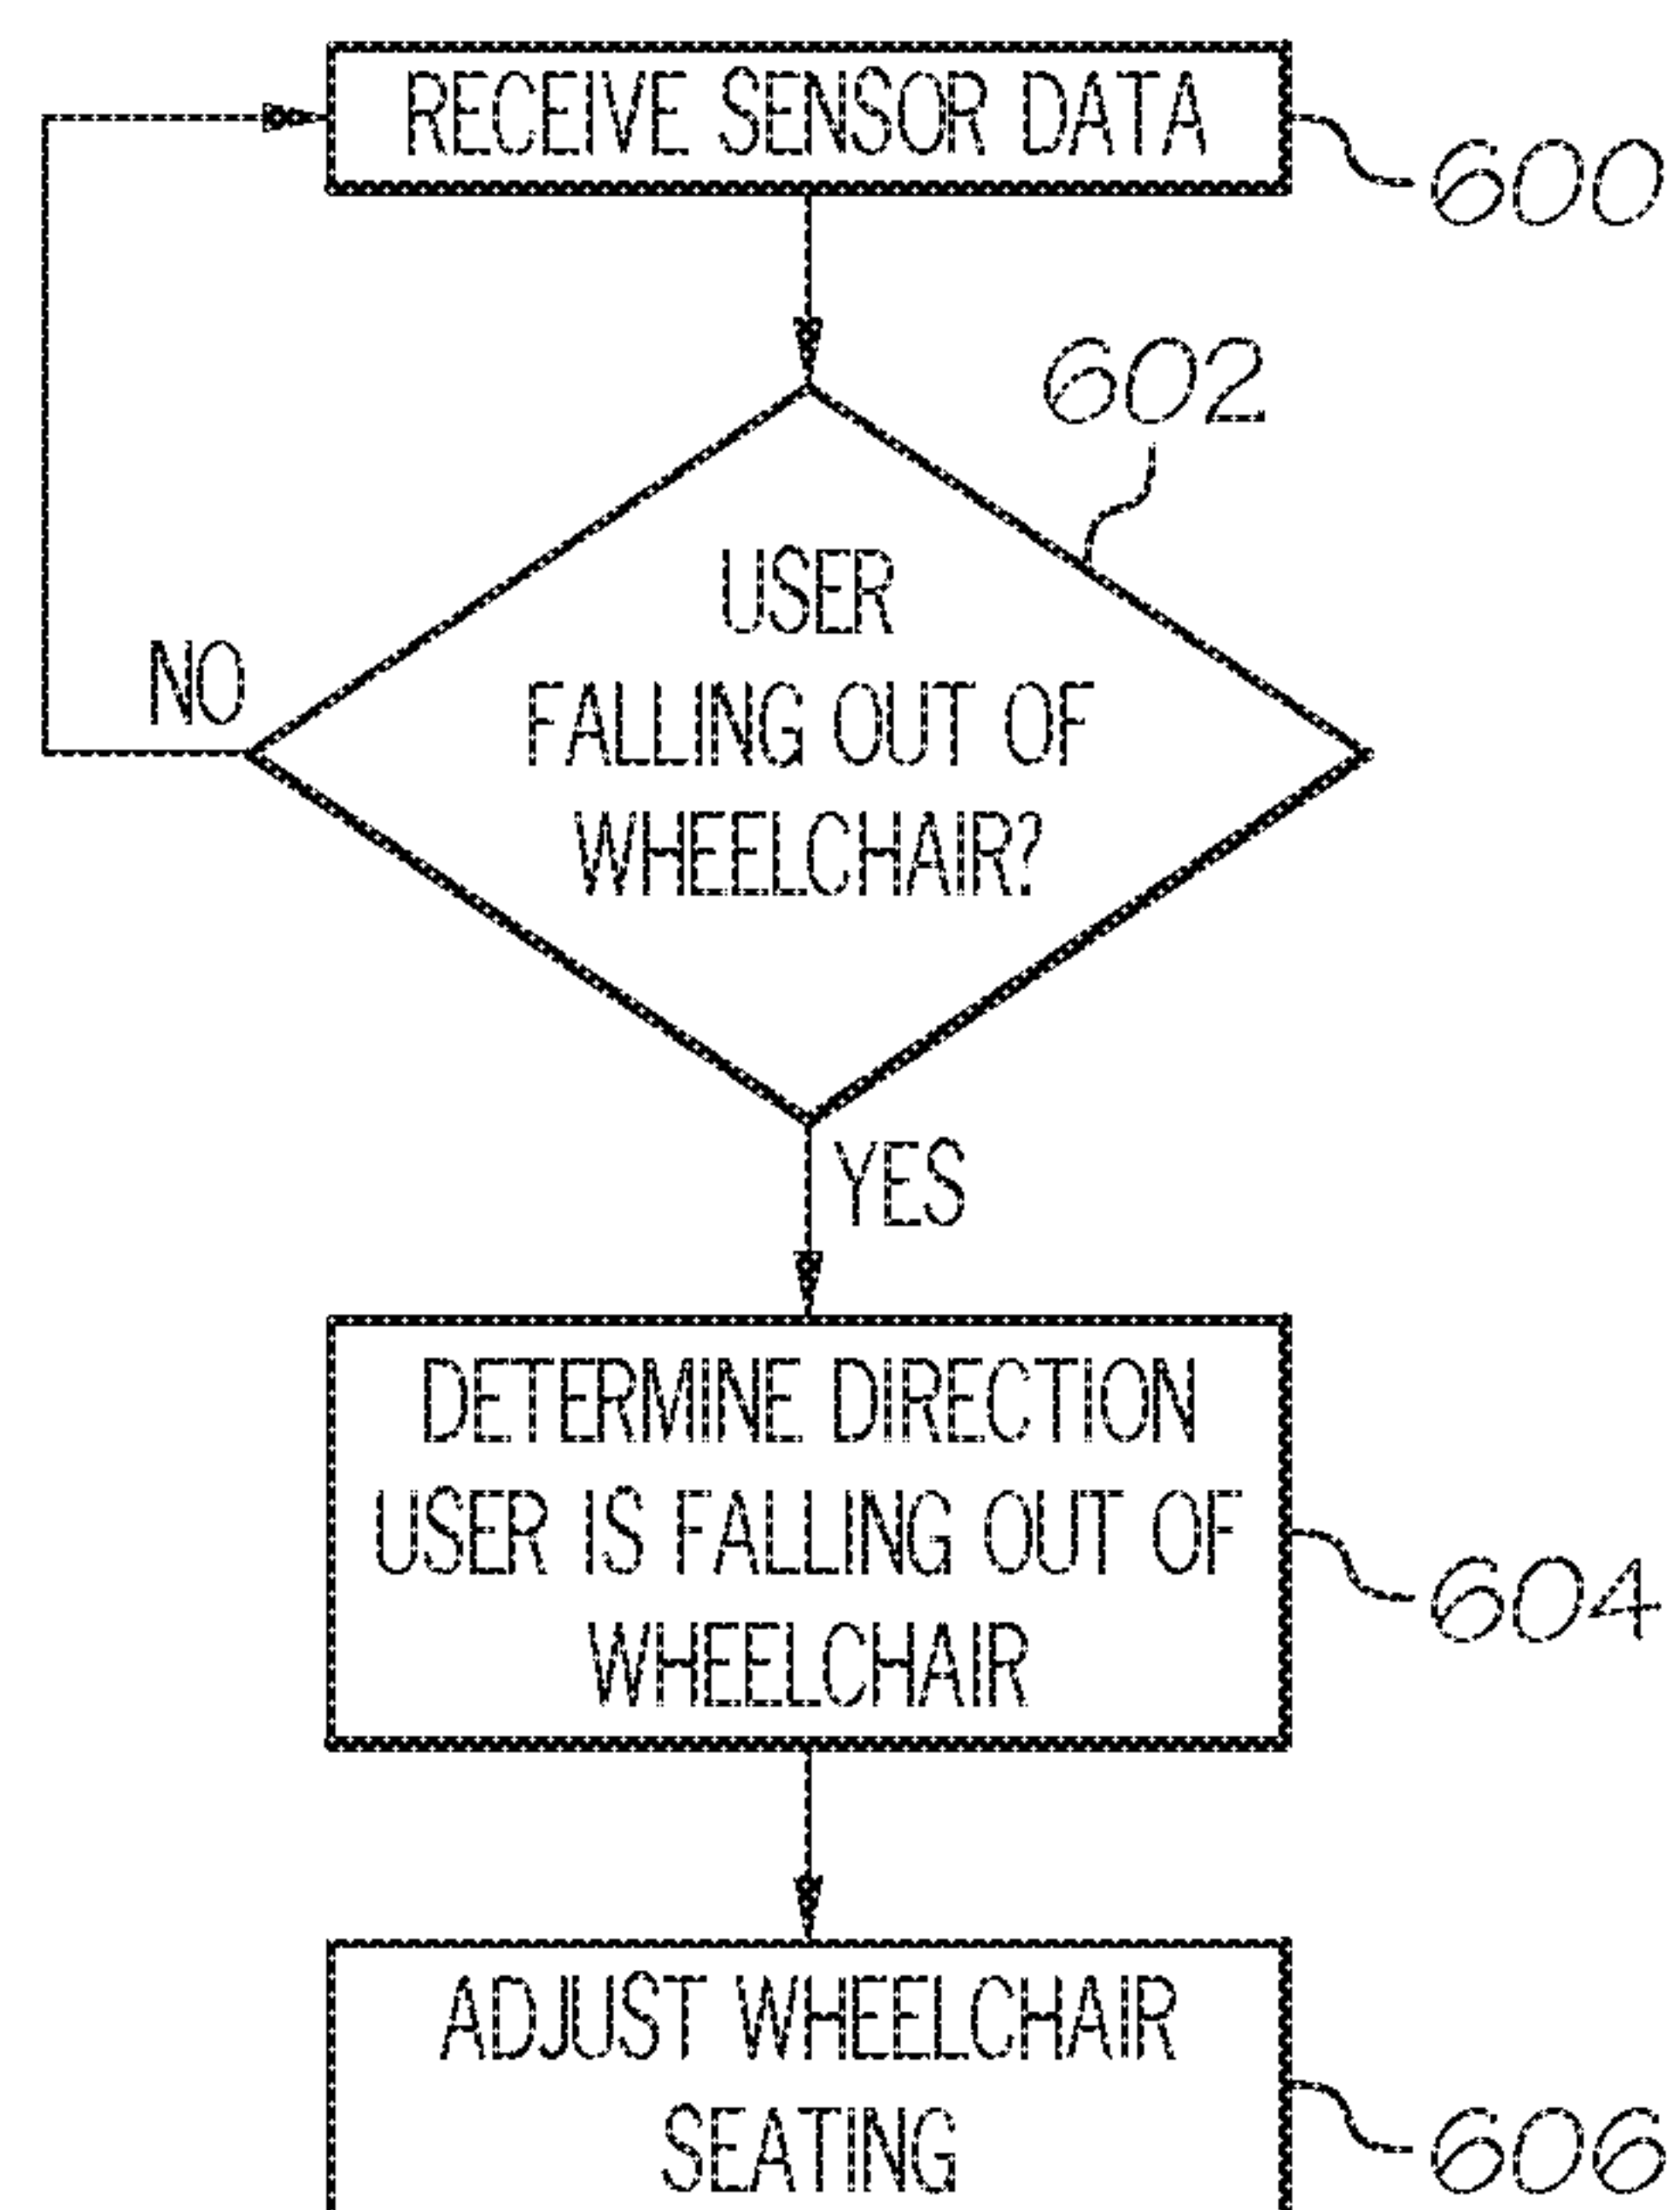 RECEIVE SENSOR DATA
600
602
USER
FALLING OUT OF
WHEELCHAIR?
NO
YES
DETERMINE DIRECTION
USER IS FALLING OUT OF
WHEELCHAIR
604
ADJUST WHEELCHAIR
SEATING
606